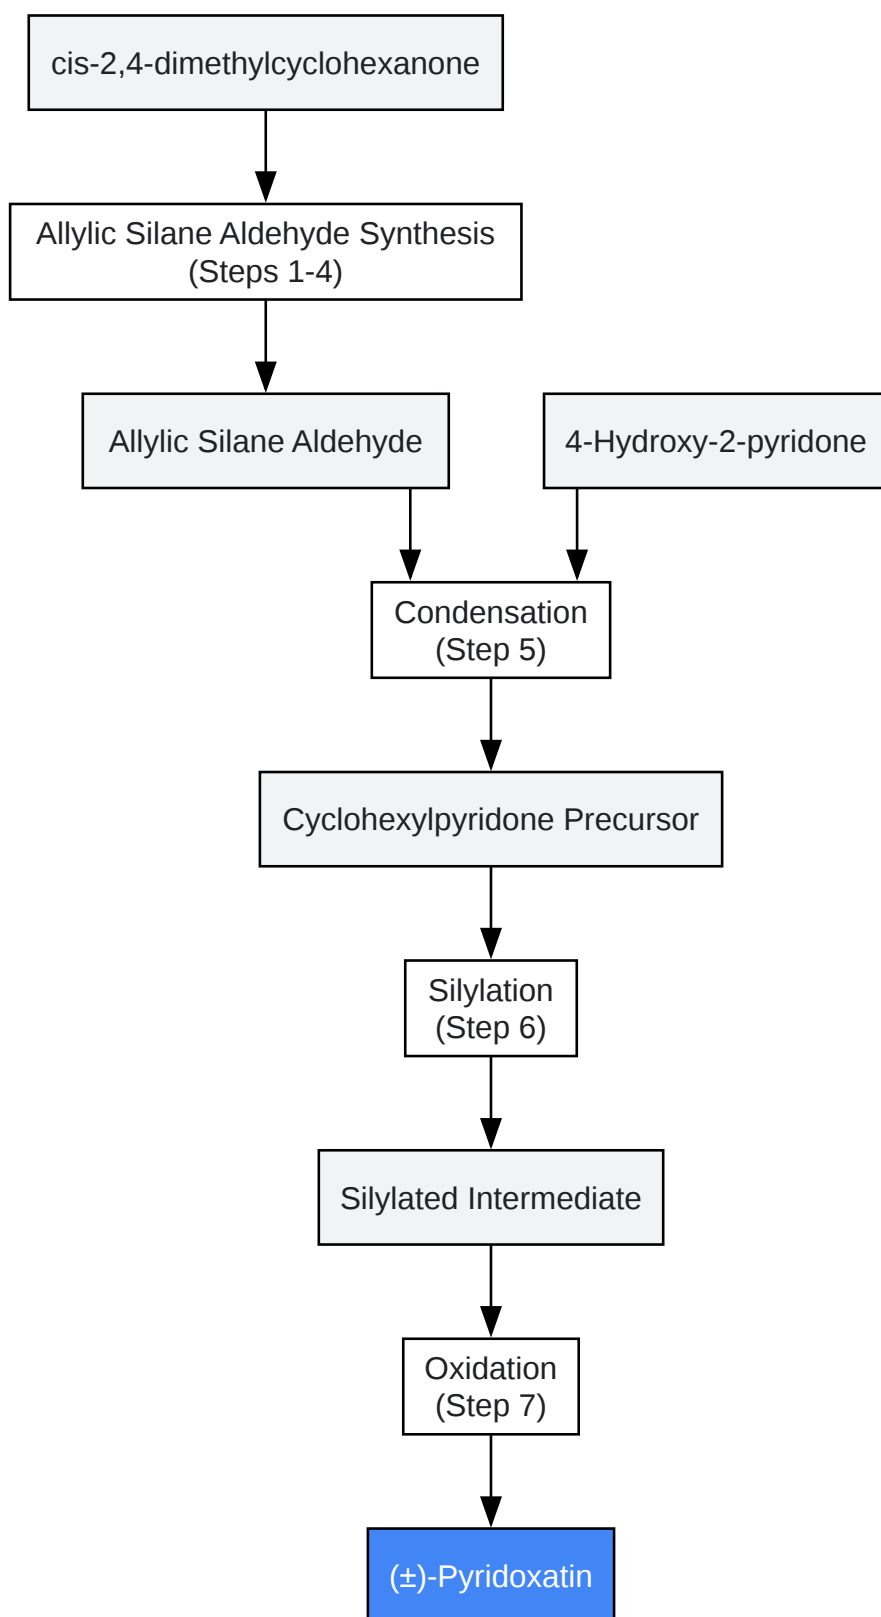 cis-2,4-dimethylcyclohexanone
Allylic Silane Aldehyde Synthesis
(Steps 1-4)
Allylic Silane Aldehyde
4-Hydroxy-2-pyridone
Condensation
(Step 5)
Cyclohexylpyridone Precursor
Silylation
(Step 6)
Silylated Intermediate
Oxidation
(Step 7)
(±)-Pyridoxatin